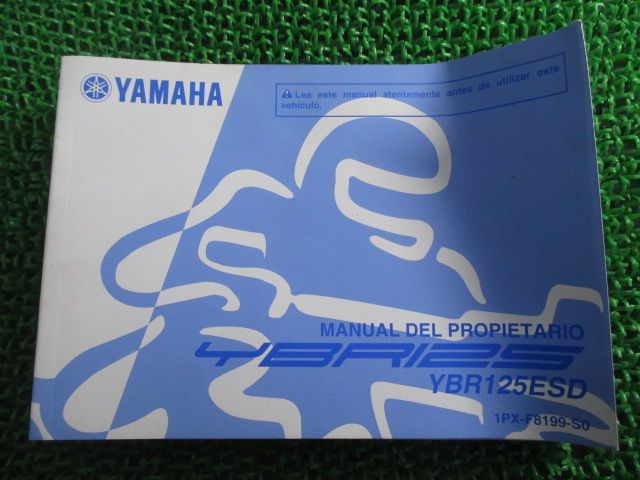 YAMAHA
⚠ Lea este manual atentamente antes de utilizar este
vehículo.
MANUAL DEL PROPIETARIO
YBR125
YBR125ESD
1PX-F8199-S0